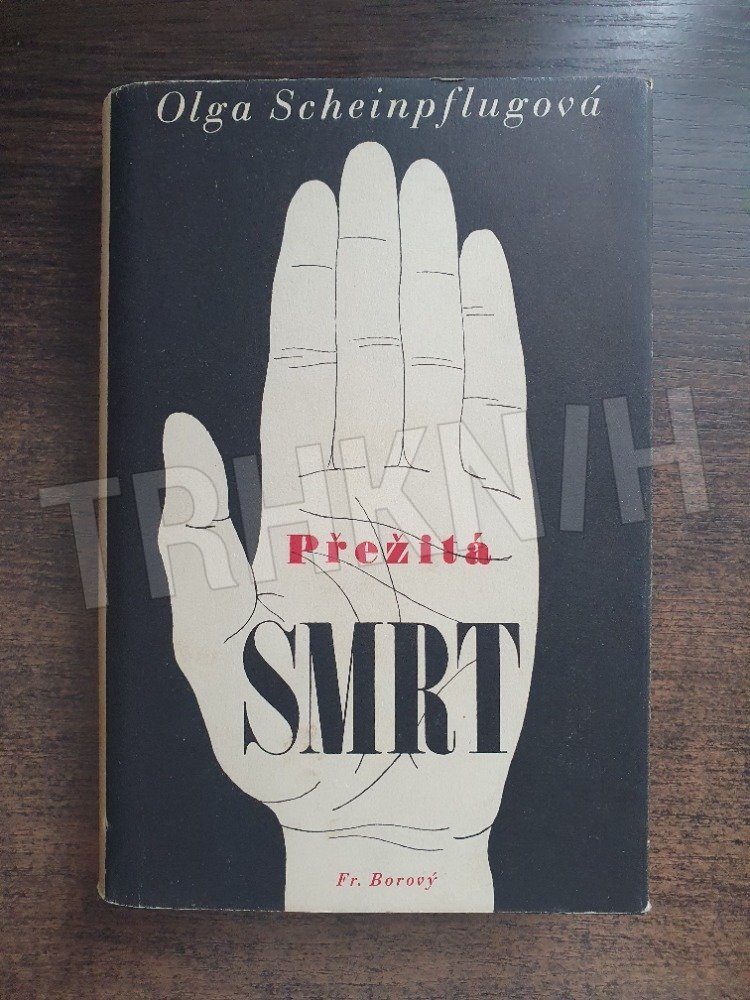 Olga Scheinpflugová
TRHKNIH
Přežitá
SMRT
Fr. Borový